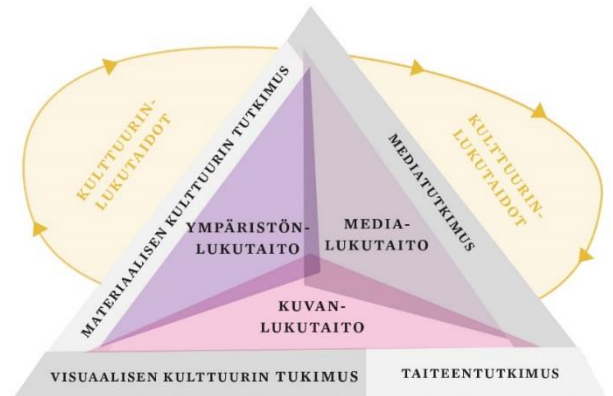 KULTTUURIN-
LUKUTAIDOT
MATERIAALISEN KULTTUURIN TUTKIMUS
MEDIATUTKIMUS
KULTTUURIN-
LUKUTAIDOT
YMPÄRISTÖN-
LUKUTAITO
MEDIA-
LUKUTAITO
KUVAN-
LUKUTAITO
VISUAALISEN KULTTUURIN TUKIMUS
TAITEENTUTKIMUS